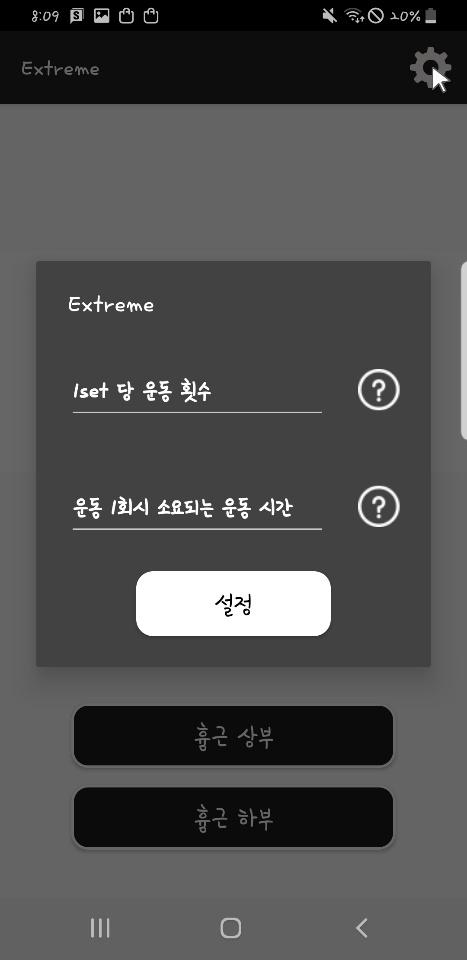 8:09
20%
Extreme
Extreme
1set 당 운동 횟수
?
운동 1회시 소요되는 운동 시간
?
설정
흉근 상부
흉근 하부